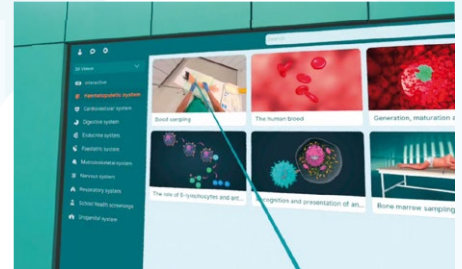 Search
3D Videos
Interactive
Haematopoietic system
Cardiovascular system
Digestive system
Endocrine system
Paediatric system
Musculoskeletal system
Nervous system
Respiratory system
School health screenings
Urogenital system
Blood sampling
The human blood
Generation, maturation a
The role of B-lymphocytes and ant...
ecognition and presentation of an...
Bone marrow sampling